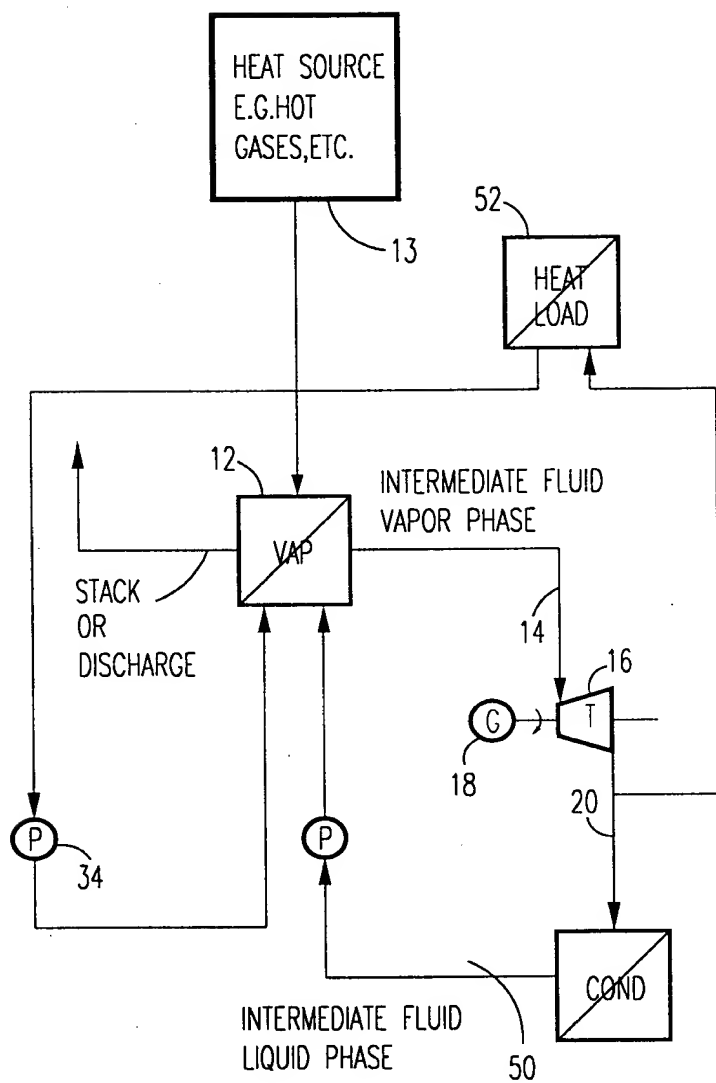 HEAT SOURCE
E.G.HOT
GASES,ETC.
13
52
HEAT
LOAD
12
VAP
INTERMEDIATE FLUID
VAPOR PHASE
STACK
OR
DISCHARGE
14
16
T
G
18
20
P
34
P
COND
INTERMEDIATE FLUID
LIQUID PHASE
50